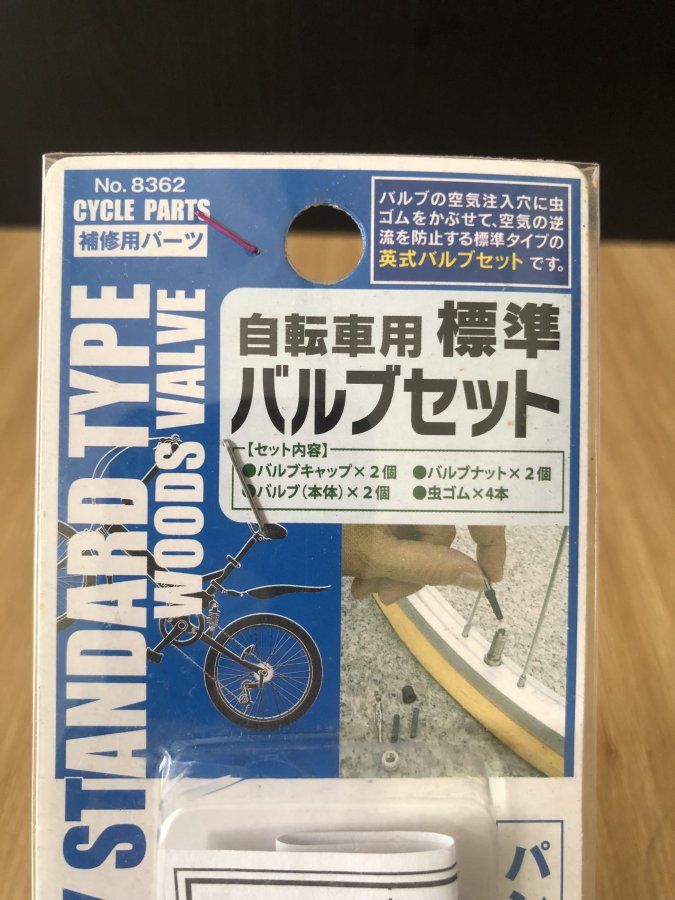 No. 8362
CYCLE PARTS
補修用パーツ
バルブの空気注入穴に虫
ゴムをかぶせて、空気の逆
流を防止する標準タイプの
英式バルブセットです。
自転車用 標準
バルブセット
【セット内容】
●バルブキャップ×2個 ●バルブナット×2個
●バルブ(本体)×2個 ●虫ゴム×4本
STANDARD TYPE
WOODS VALVE
パン